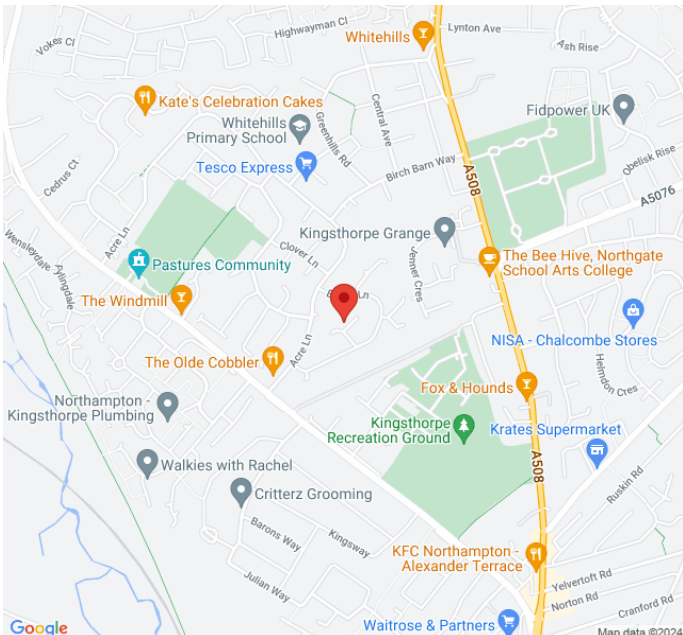 Highwayman Cl
Lynton Ave
Whitehills
Vokes Cl
Ash Rise
Kate's Celebration Cakes
Central Ave
Fidpower UK
Whitehills
Primary School
Greenhills Rd
Tesco Express
Birch Barn Way
A508
Obelisk Rise
Cedrus Ct
A5076
Kingsthorpe Grange
Acre Ln
Wensleydale
Clover Ln
Jenner Cres
The Bee Hive, Northgate
School Arts College
Fylingdale
Pastures Community
Ln
The Windmill
NISA - Chalcombe Stores
Acre Ln
The Olde Cobbler
Helmdon Cres
Fox & Hounds
Northampton -
Kingsthorpe Plumbing
Kingsthorpe
Recreation Ground
Krates Supermarket
A508
Walkies with Rachel
Ruskin Rd
Critterz Grooming
Barons Way
Kingsway
KFC Northampton -
Alexander Terrace
Julian Way
Yelvertoft Rd
Norton Rd
Cranford Rd
Waitrose & Partners
Google
Map data ©2024